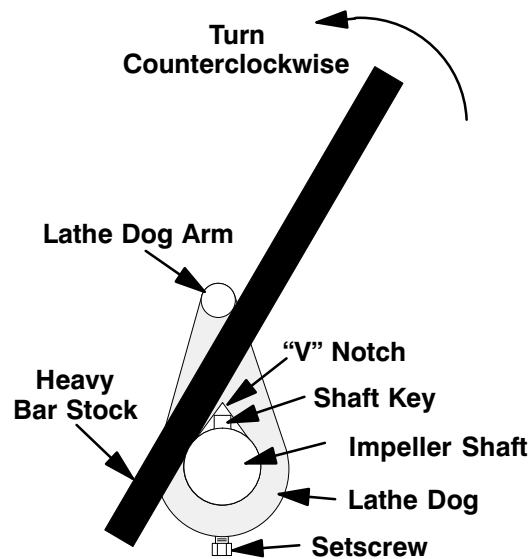 Turn
Counterclockwise
Lathe Dog Arm
“V” Notch
Heavy
Bar Stock
Shaft Key
Impeller Shaft
Lathe Dog
Setscrew